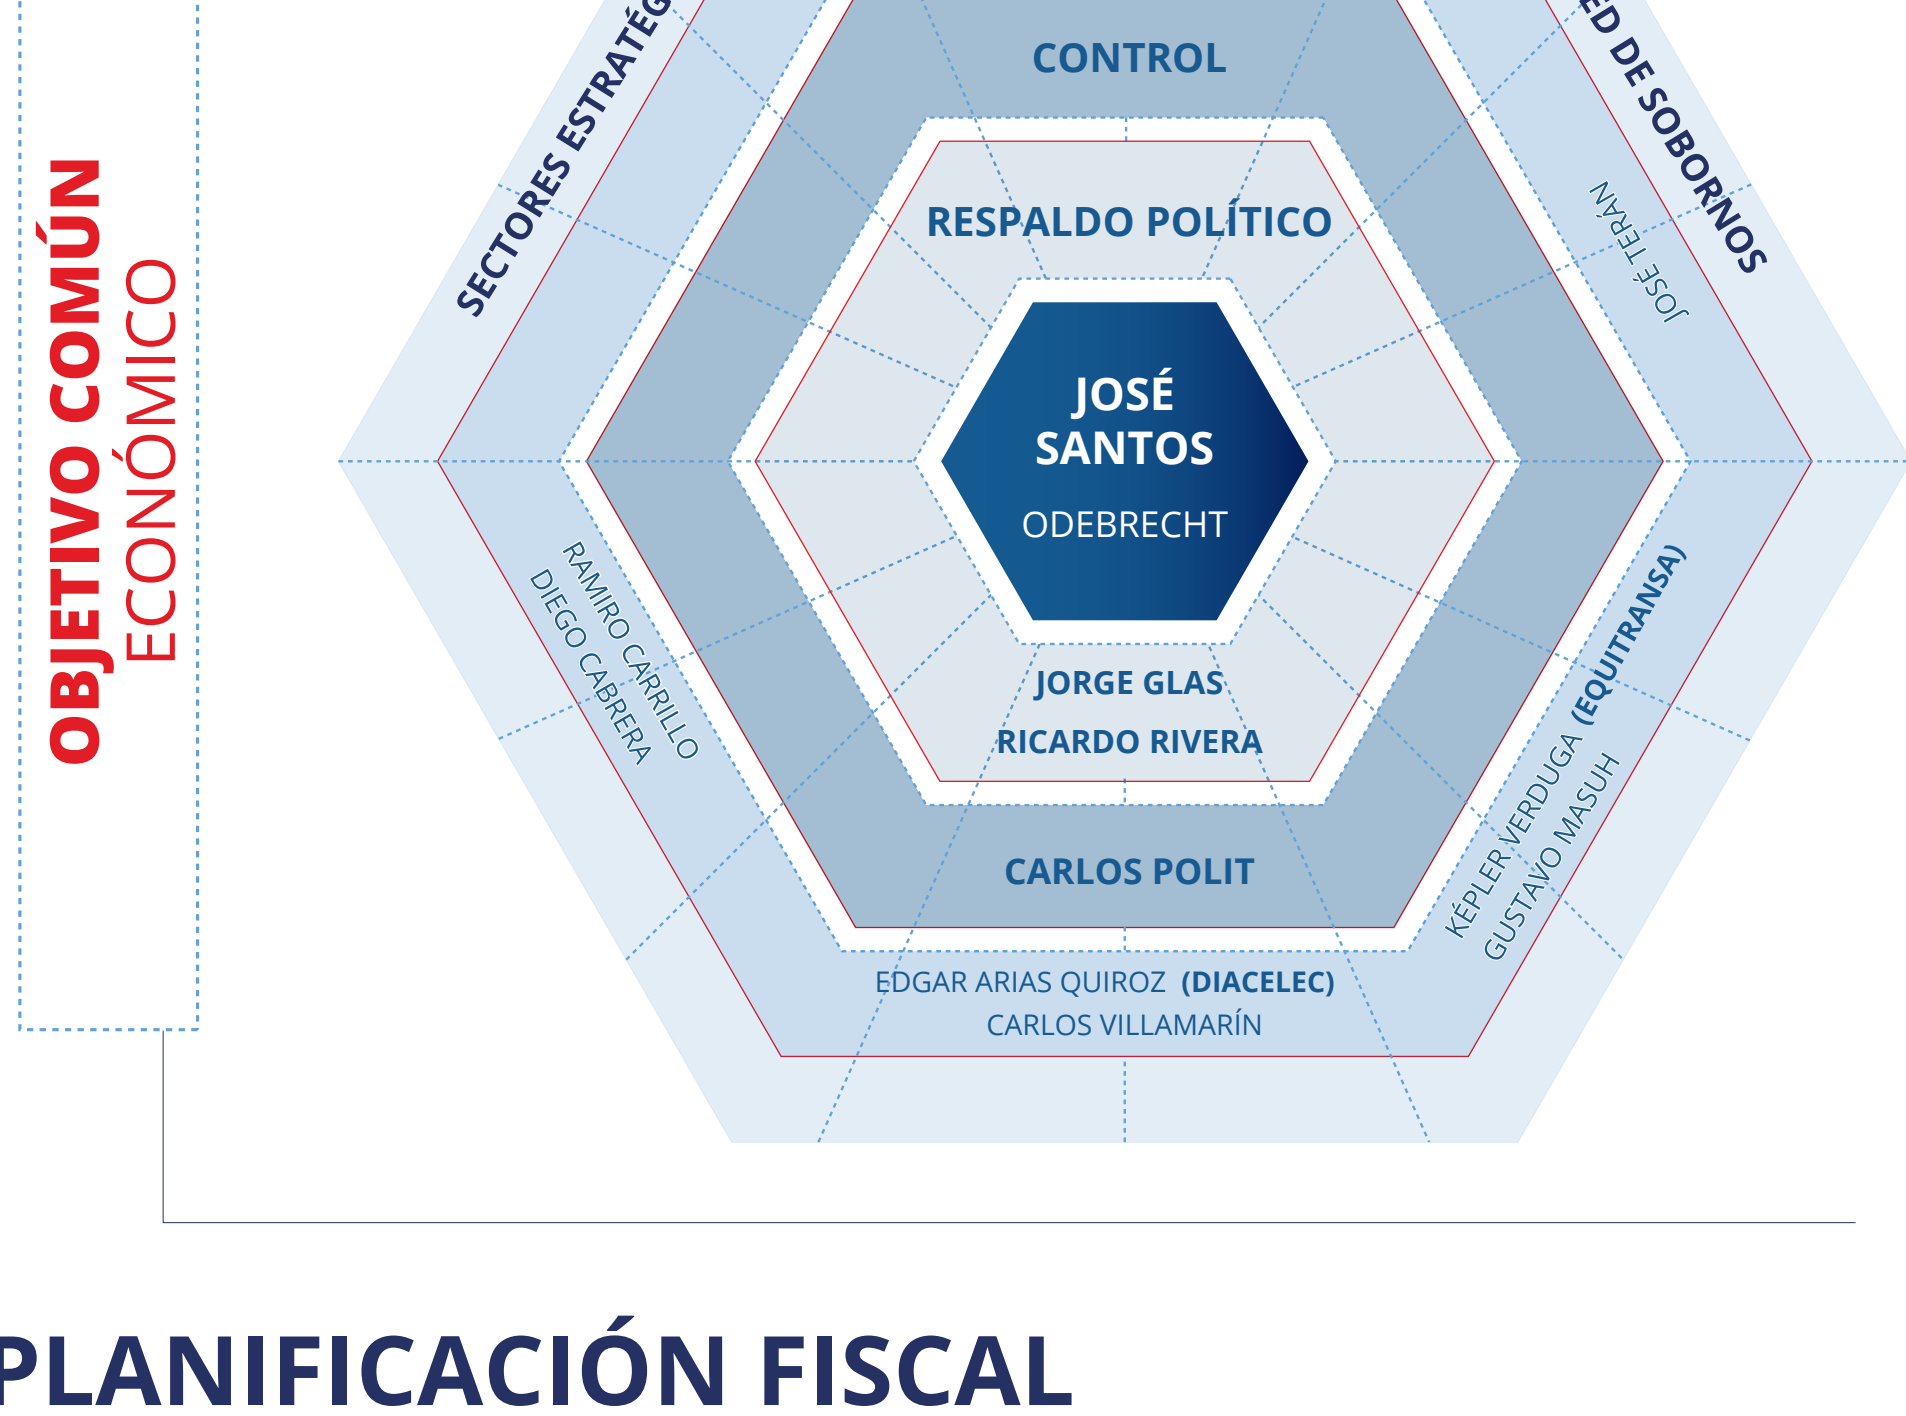 OBJETIVO COMÚN
ECONÓMICO
SECTORES ESTRATÉG
ED DE SOBORNOS
CONTROL
JOSÉ TERÁN
RESPALDO POLÍTICO
JOSÉ
SANTOS
ODEBRECHT
RAMIRO CARRILLO
DIEGO CABRERA
JORGE GLAS
RICARDO RIVERA
KÉPLER VERDUGA (EQUITRANSA)
GUSTAVO MASUH
CARLOS POLIT
EDGAR ARIAS QUIROZ (DIACELEC)
CARLOS VILLAMARÍN
PLANIFICACIÓN FISCAL